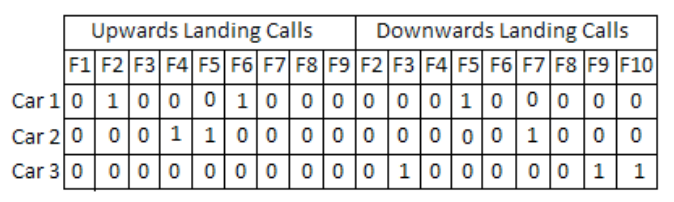 Upwards Landing Calls Downwards Landing Calls
F1 F2 F3 F4 F5 F6 F7 F8 F9 F2 F3 F4 F5 F6 F7 F8 F9 F10
Car 1 0 1 0 0 0 1 0 0 0 0 0 0 1 0 0 0 0 0
Car 2 0 0 0 1 1 0 0 0 0 0 0 0 0 0 1 0 0 0
Car 3 0 0 0 0 0 0 0 0 0 0 1 0 0 0 0 0 1 1